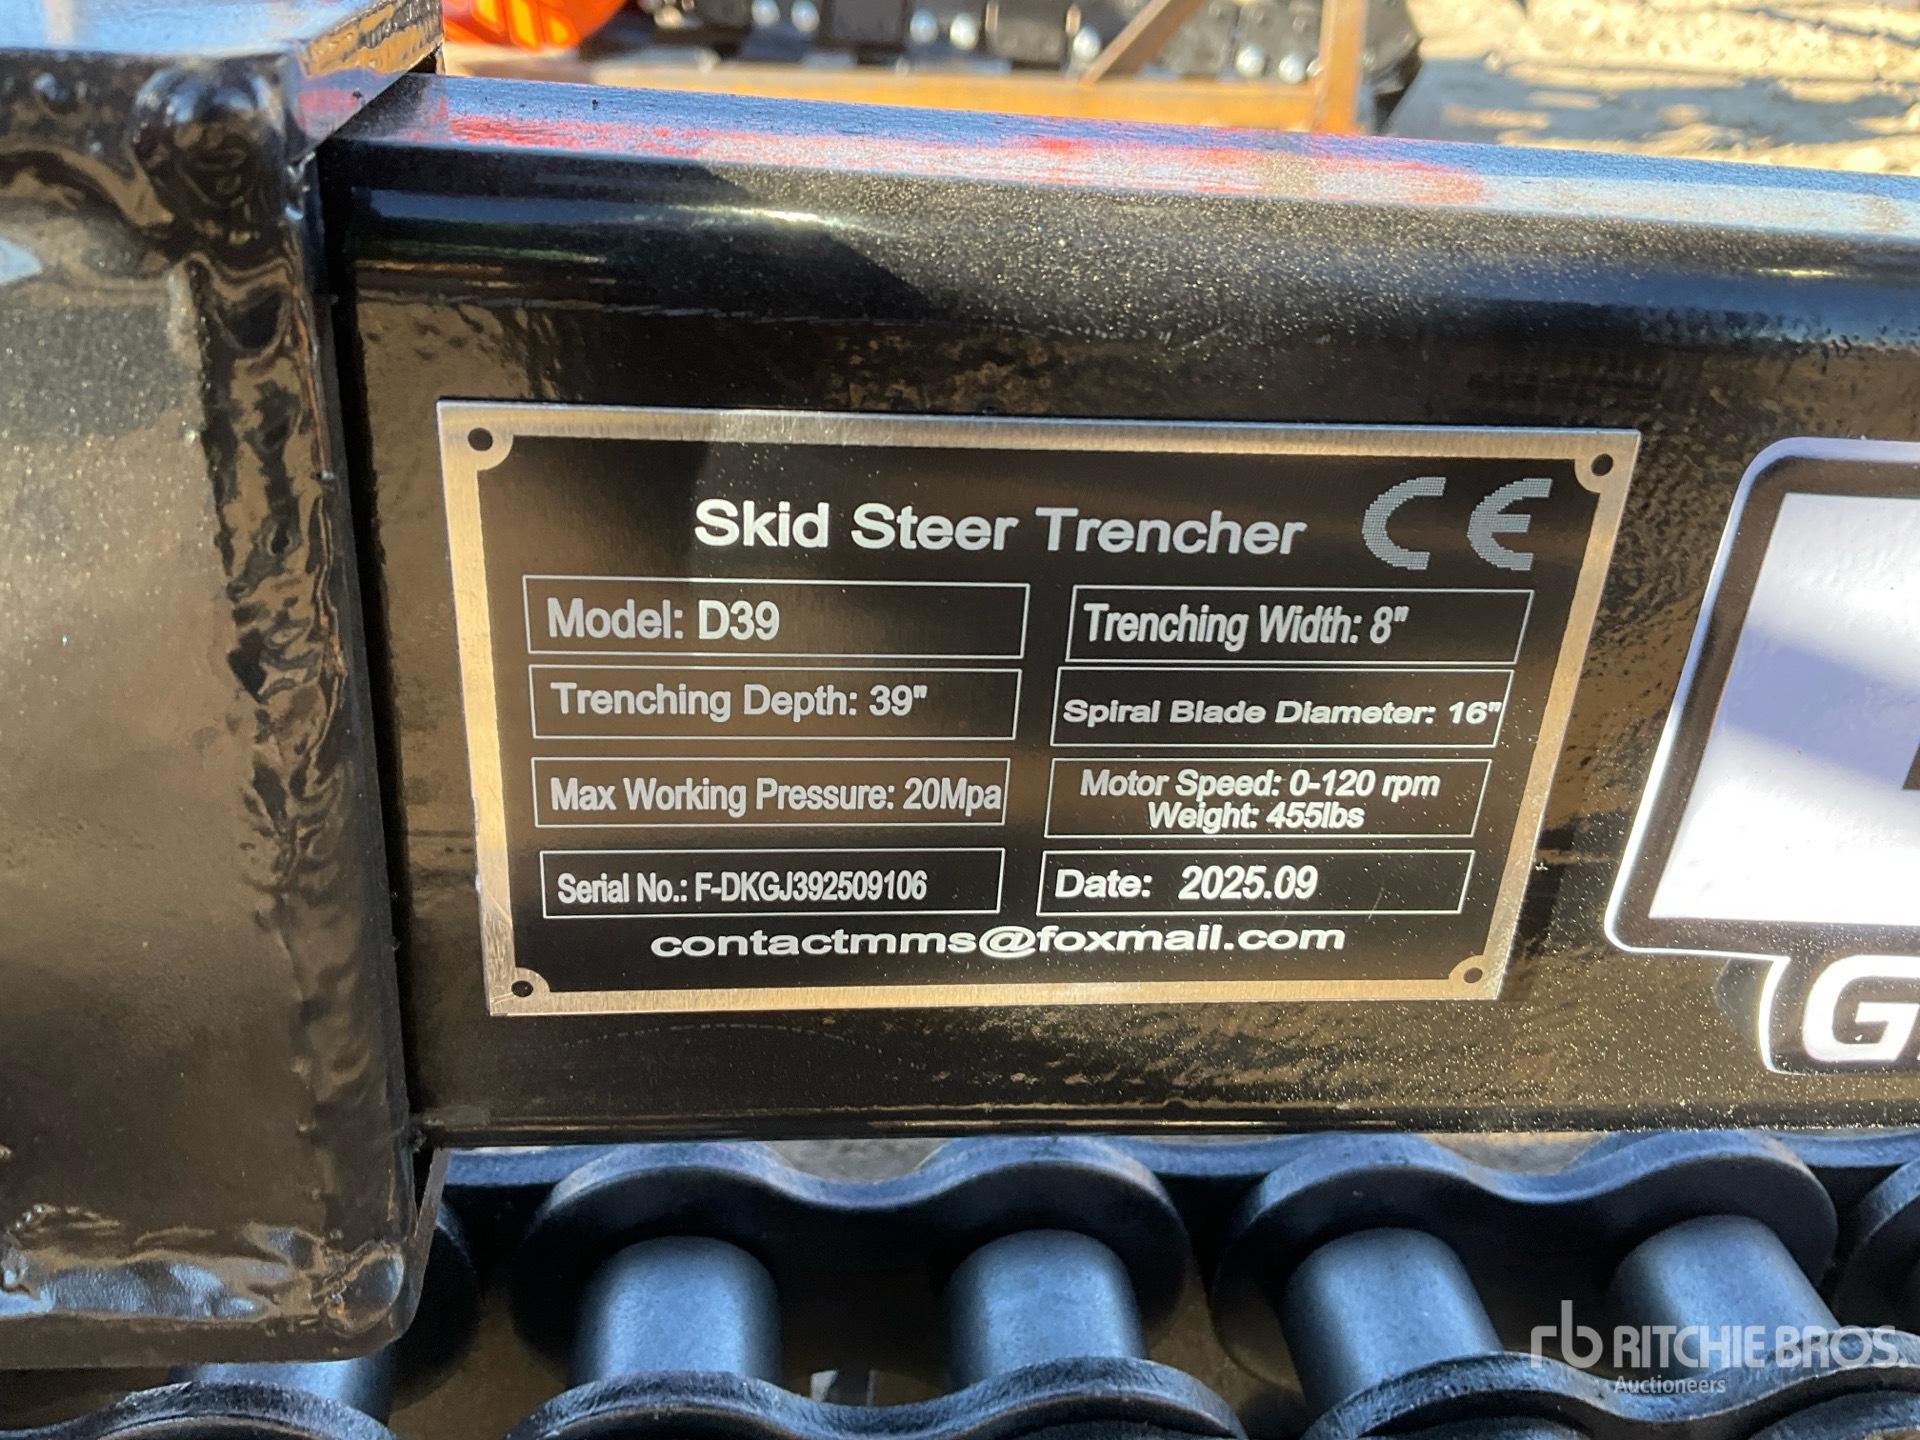 Skid Steer Trencher CE
Model: D39
Trenching Width: 8"
Trenching Depth: 39"
Spiral Blade Diameter: 16"
Max Working Pressure: 20Mpa
Motor Speed: 0-120 rpm
Weight: 455lbs
Serial No.: F-DKGJ392509106
Date: 2025.09
contactmms@foxmail.com
G
rb RITCHIE BROS.
Auctioneers